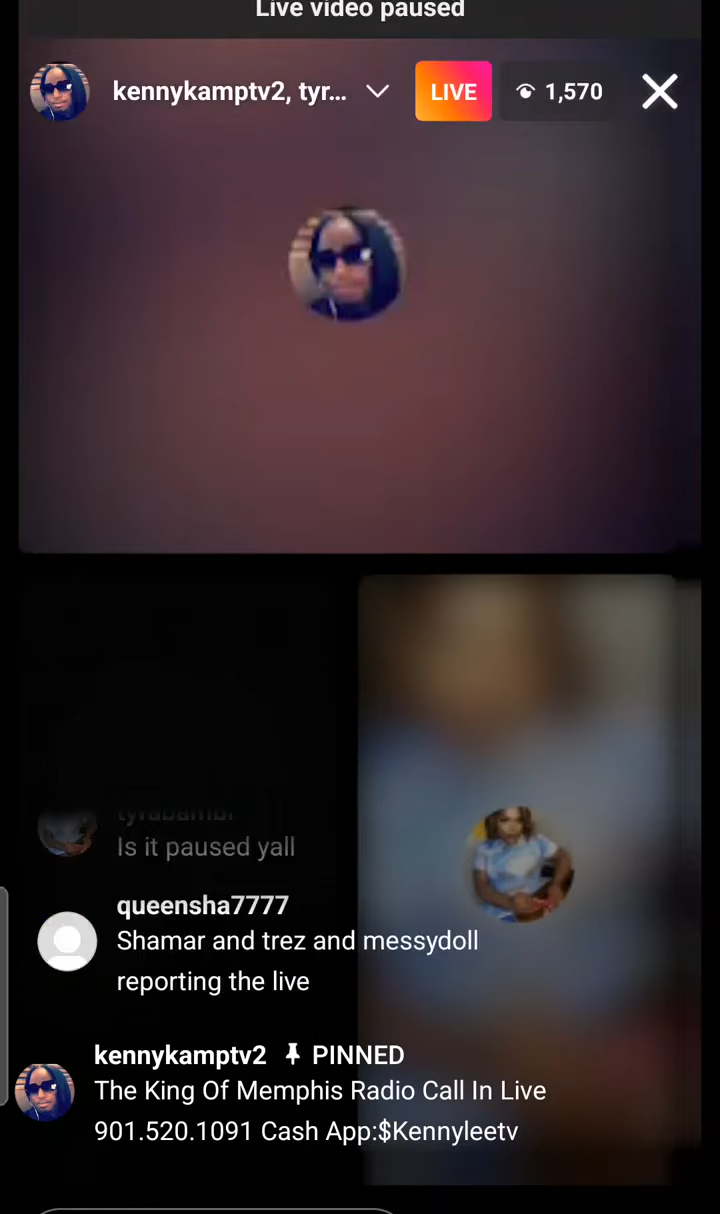 Live video paused
kennykamptv2, tyr...
LIVE
1,570
tyrabambi
Is it paused yall
queensha7777
Shamar and trez and messydoll
reporting the live
kennykamptv2 PINNED
The King Of Memphis Radio Call In Live
901.520.1091 Cash App:$Kennyleetv